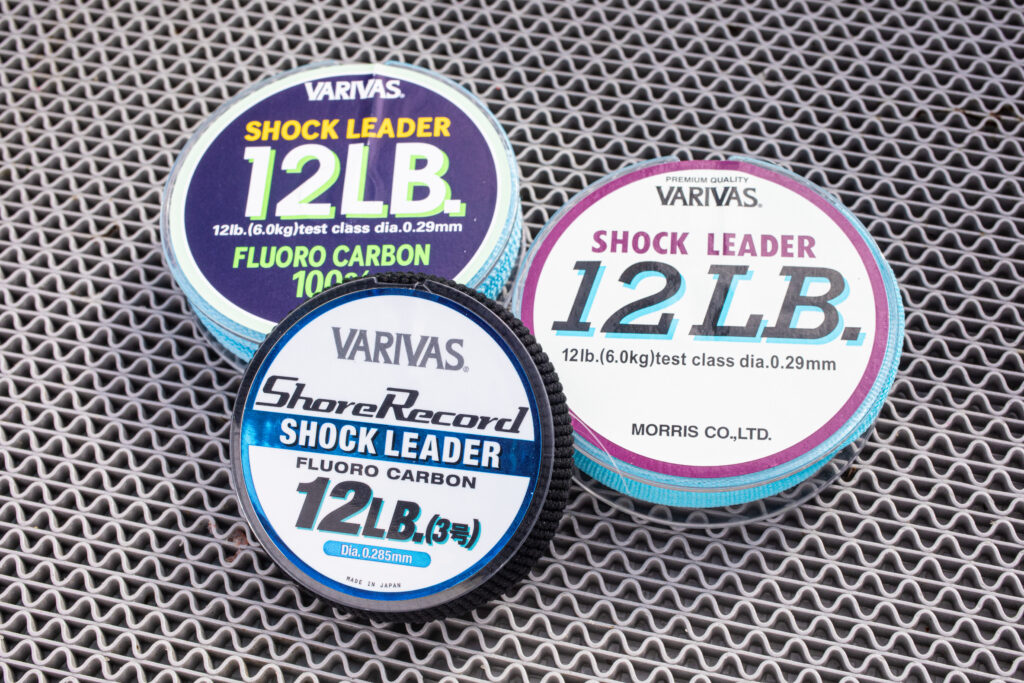 VARIVAS®
SHOCK LEADER
12LB.
12lb.(6.0kg)test class dia.0.29mm
FLUORO CARBON
100%
PREMIUM QUALITY
VARIVAS®
SHOCK LEADER
12LB.
12lb.(6.0kg)test class dia.0.29mm
MORRIS CO.,LTD.
VARIVAS®
ShoreRecord
SHOCK LEADER
FLUORO CARBON
12LB.(3号)
Dia.0.285mm
MADE IN JAPAN